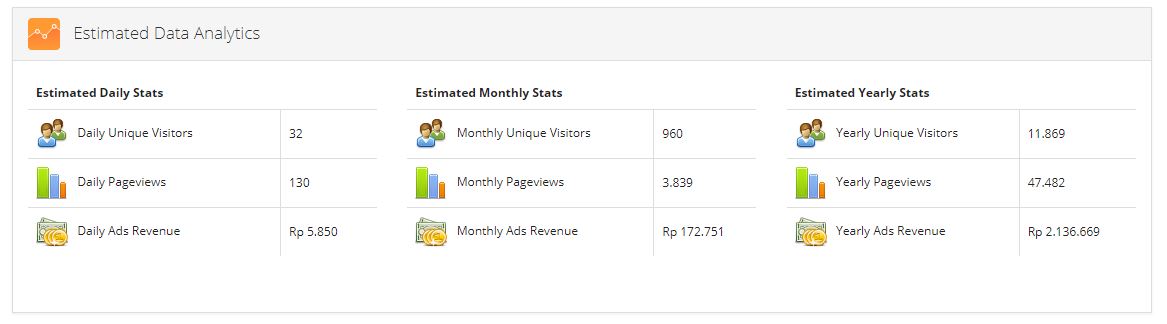 Estimated Data Analytics
Estimated Daily Stats
Daily Unique Visitors 32
Daily Pageviews 130
Daily Ads Revenue Rp 5.850
Estimated Monthly Stats
Monthly Unique Visitors 960
Monthly Pageviews 3.839
Monthly Ads Revenue Rp 172.751
Estimated Yearly Stats
Yearly Unique Visitors 11.869
Yearly Pageviews 47.482
Yearly Ads Revenue Rp 2.136.669